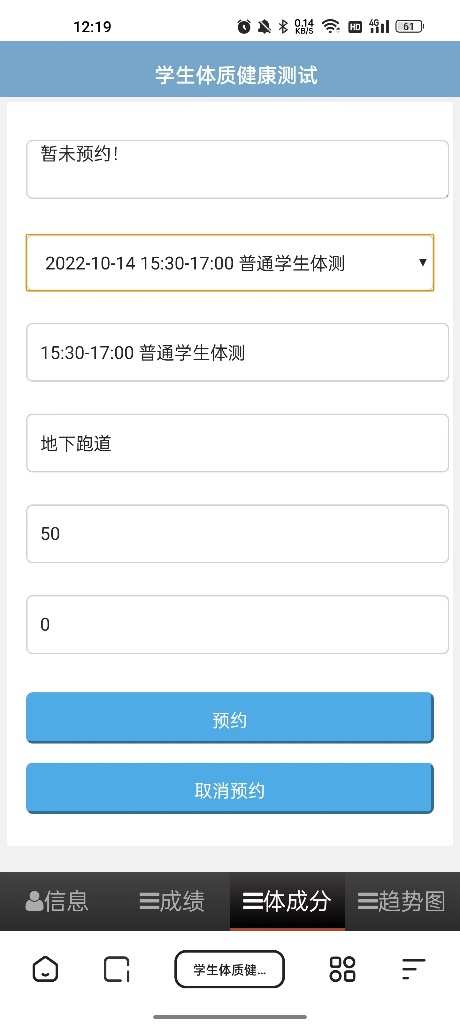 12:19
0.14
KB/S
HD
4G
61
学生体质健康测试
暂未预约！
2022-10-14 15:30-17:00 普通学生体测
15:30-17:00 普通学生体测
地下跑道
50
0
预约
取消预约
信息
成绩
体成分
趋势图
学生体质健...